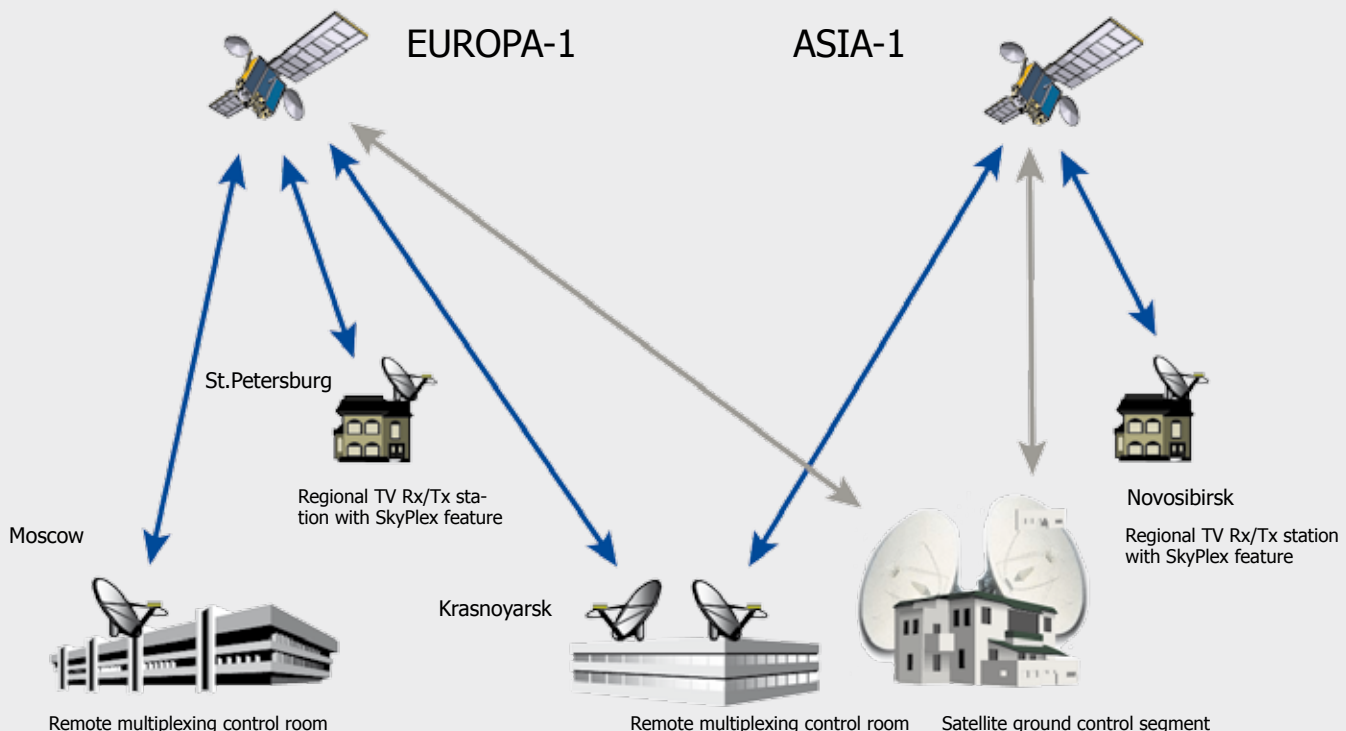 EUROPA-1
ASIA-1
St.Petersburg
Regional TV Rx/Tx sta-
tion with SkyPlex feature
Novosibirsk
Regional TV Rx/Tx station
with SkyPlex feature
Moscow
Krasnoyarsk
Remote multiplexing control room
Remote multiplexing control room
Satellite ground control segment